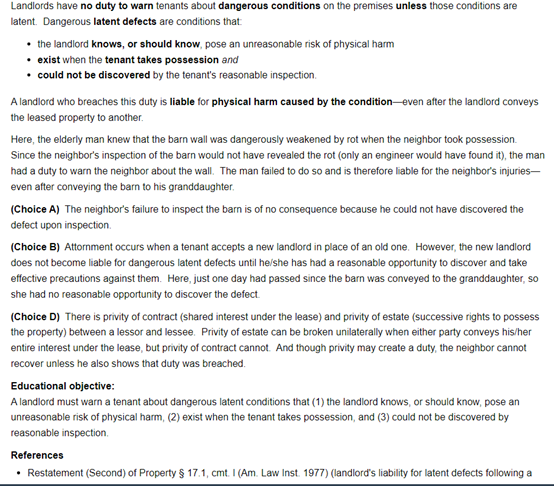 Landlords have no duty to warn tenants about dangerous conditions on the premises unless those conditions are
latent. Dangerous latent defects are conditions that:
• the landlord knows, or should know, pose an unreasonable risk of physical harm
• exist when the tenant takes possession and
• could not be discovered by the tenant's reasonable inspection.
A landlord who breaches this duty is liable for physical harm caused by the condition—even after the landlord conveys
the leased property to another.
Here, the elderly man knew that the barn wall was dangerously weakened by rot when the neighbor took possession.
Since the neighbor's inspection of the barn would not have revealed the rot (only an engineer would have found it), the man
had a duty to warn the neighbor about the wall. The man failed to do so and is therefore liable for the neighbor's injuries—
even after conveying the barn to his granddaughter.
(Choice A) The neighbor's failure to inspect the barn is of no consequence because he could not have discovered the
defect upon inspection.
(Choice B) Attornment occurs when a tenant accepts a new landlord in place of an old one. However, the new landlord
does not become liable for dangerous latent defects until he/she has had a reasonable opportunity to discover and take
effective precautions against them. Here, just one day had passed since the barn was conveyed to the granddaughter, so
she had no reasonable opportunity to discover the defect.
(Choice D) There is privity of contract (shared interest under the lease) and privity of estate (successive rights to possess
the property) between a lessor and lessee. Privity of estate can be broken unilaterally when either party conveys his/her
entire interest under the lease, but privity of contract cannot. And though privity may create a duty, the neighbor cannot
recover unless he also shows that duty was breached.
Educational objective:
A landlord must warn a tenant about dangerous latent conditions that (1) the landlord knows, or should know, pose an
unreasonable risk of physical harm, (2) exist when the tenant takes possession, and (3) could not be discovered by
reasonable inspection.
References
• Restatement (Second) of Property § 17.1, cmt. l (Am. Law Inst. 1977) (landlord's liability for latent defects following a